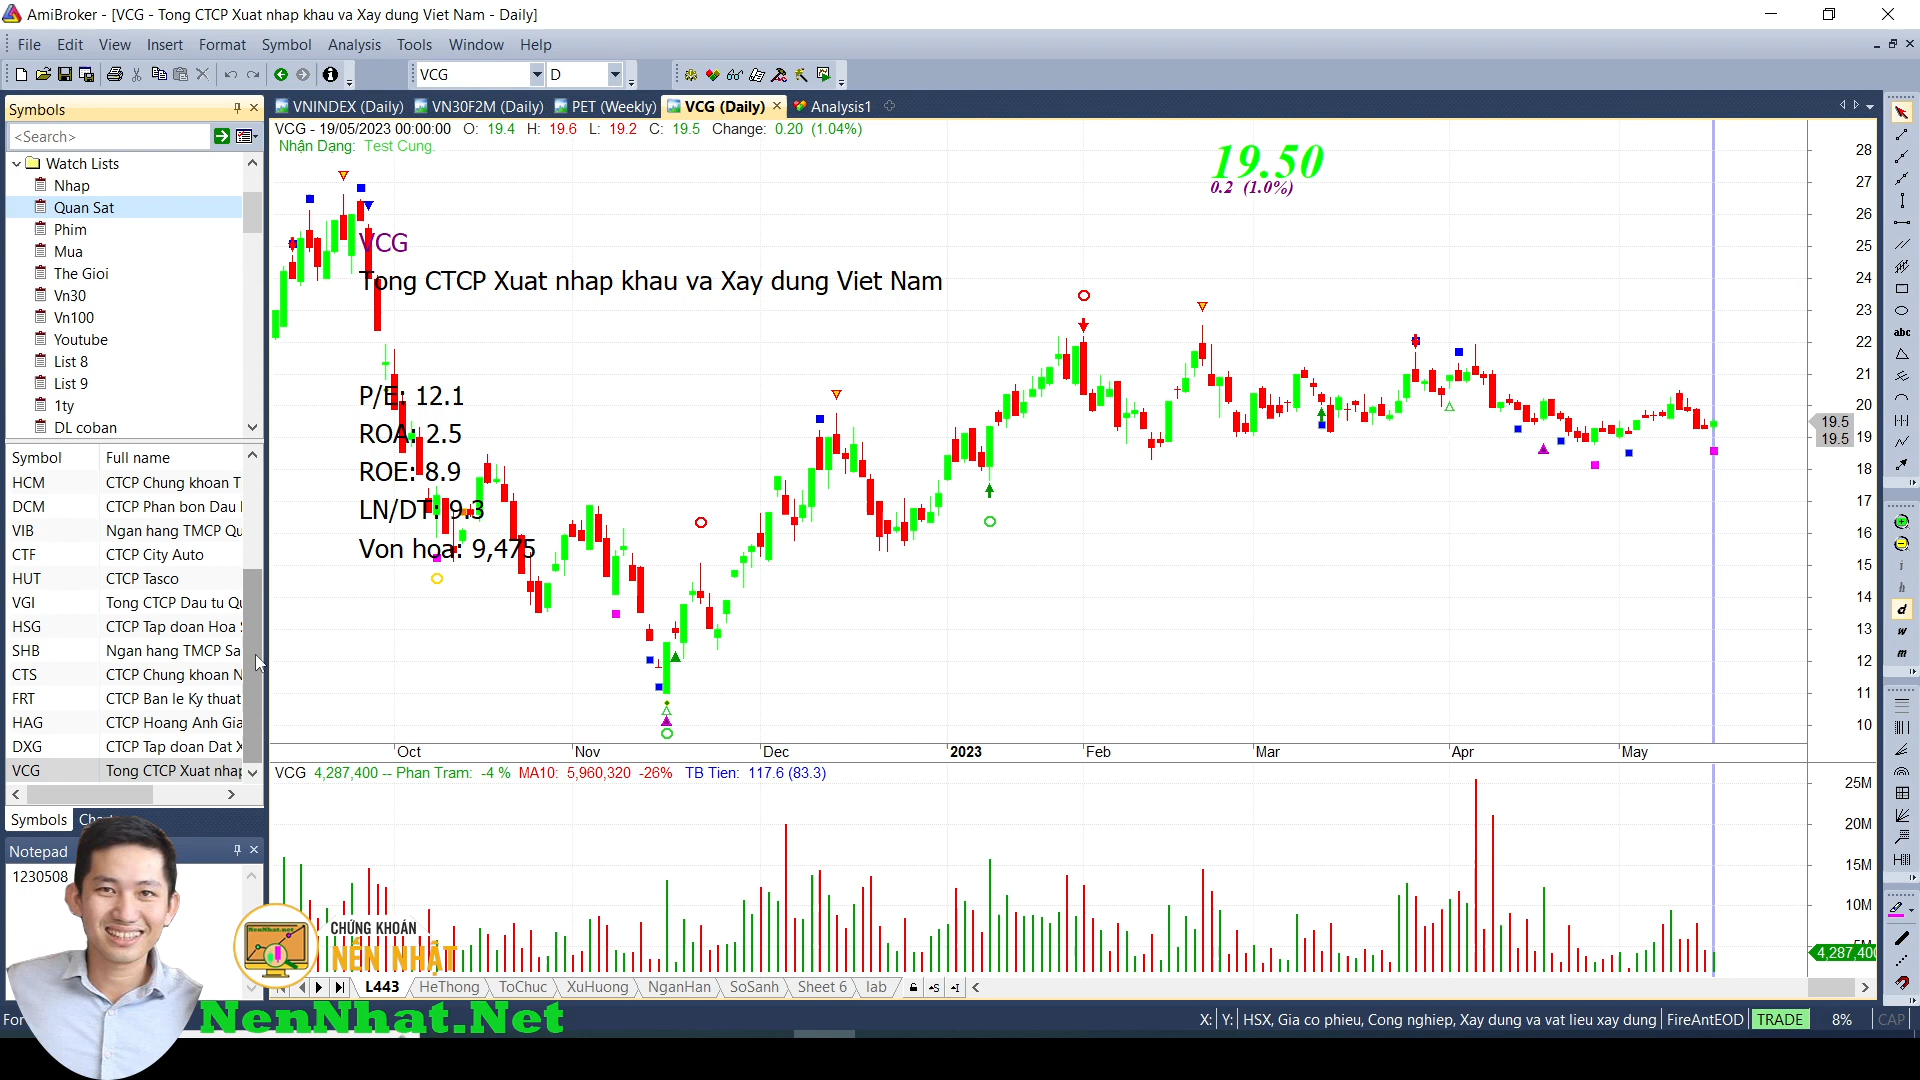 AmiBroker - [VCG - Tong CTCP Xuat nhap khau va Xay dung Viet Nam - Daily]
File Edit View Insert Format Symbol Analysis Tools Window Help
VCG D
Symbols
<Search>
Watch Lists
Nhap
Quan Sat
Phim
Mua
The Gioi
Vn30
Vn100
Youtube
List 8
List 9
1ty
DL coban
Symbol Full name
HCM CTCP Chung khoan T
DCM CTCP Phan bon Dau
VIB Ngan hang TMCP Qu
CTF CTCP City Auto
HUT CTCP Tasco
VGI Tong CTCP Dau tu Qu
HSG CTCP Tap doan Hoa
SHB Ngan hang TMCP Sa
CTS CTCP Chung khoan N
FRT CTCP Ban le Ky thuat
HAG CTCP Hoang Anh Gia
DXG CTCP Tap doan Dat X
VCG Tong CTCP Xuat nhap
Symbols
Notepad
1230508
VNINDEX (Daily) VN30F2M (Daily) PET (Weekly) VCG (Daily) Analysis1
VCG - 19/05/2023 00:00:00 O: 19.4 H: 19.6 L: 19.2 C: 19.5 Change: 0.20 (1.04%)
Nhận Dạng: Test Cung.
19.50
0.2 (1.0%)
VCG
Tong CTCP Xuat nhap khau va Xay dung Viet Nam
P/E: 12.1
ROA: 2.5
ROE: 8.9
LN/DT: 9.3
Von hoa: 9,475
28
27
26
25
24
23
22
21
20
19.5
19.5 19
18
17
16
15
14
13
12
11
10
Oct Nov Dec 2023 Feb Mar Apr May
VCG 4,287,400 -- Phan Tram: -4 % MA10: 5,960,320 -26% TB Tien: 117.6 (83.3)
25M
20M
15M
10M
5M
4,287,400
abc
i
h
d
w
m
CHỨNG KHOÁN
NẾN NHẬT
NenNhat.net
L443 HeThong ToChuc XuHuong NganHan SoSanh Sheet 6 lab
NenNhat.Net
For
X: Y: HSX, Gia co phieu, Cong nghiep, Xay dung va vat lieu xay dung FireAntEOD TRADE 8% CAP